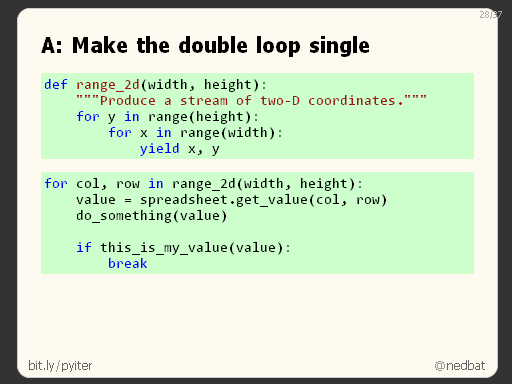 28/37
A: Make the double loop single
def range_2d(width, height):
    """Produce a stream of two-D coordinates."""
    for y in range(height):
        for x in range(width):
            yield x, y
for col, row in range_2d(width, height):
    value = spreadsheet.get_value(col, row)
    do_something(value)
    if this_is_my_value(value):
        break
bit.ly/pyiter
@nedbat